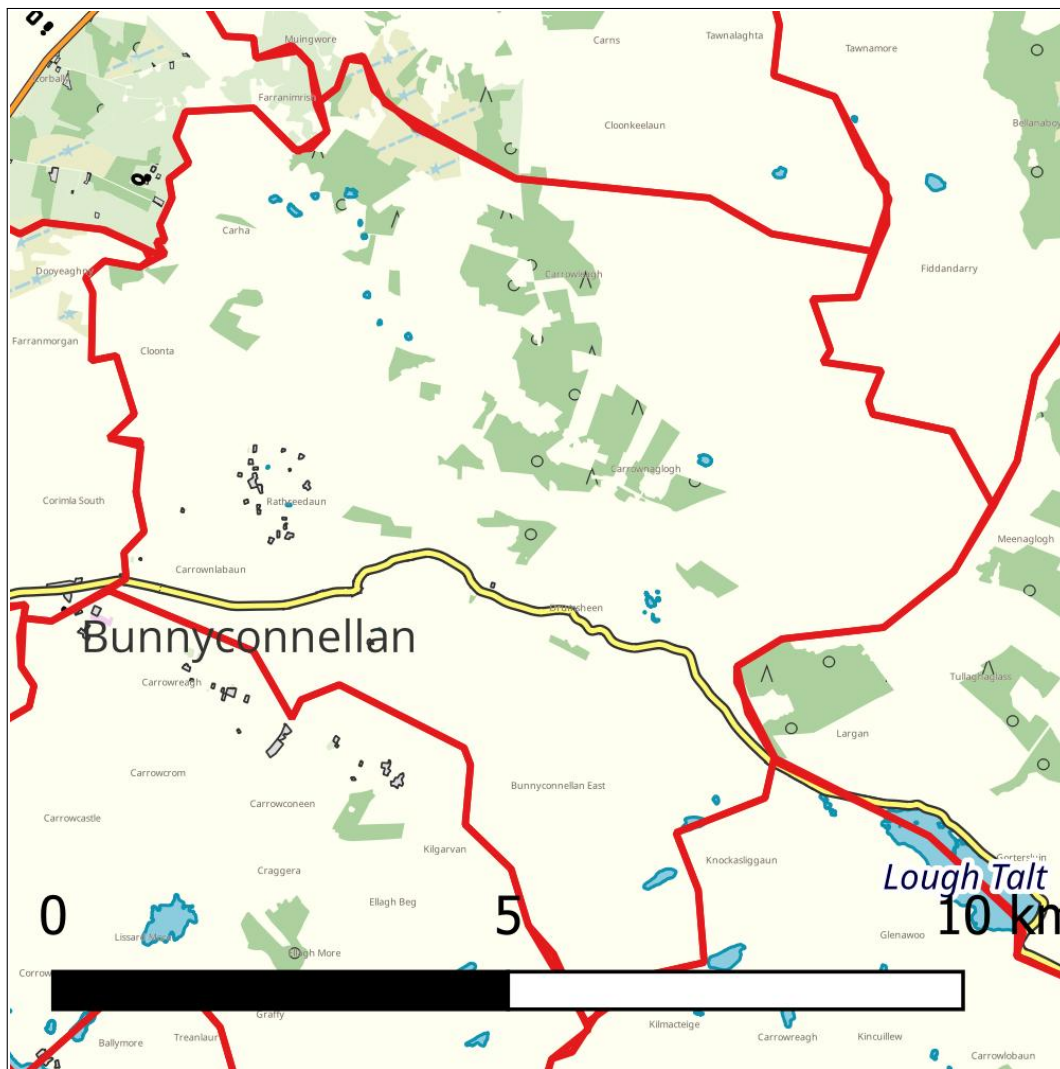 Muingwore
Carns
Tawnalaghta
Tawnamore
Farranimrish
Cloonkeelaun
Carha
Dooyeaghny
Carrowleagh
Fiddandarry
Farranmorgan
Cloonta
Corimla South
Rathreedaun
Carrownaglogh
Meenaglogh
Carrownlabaun
Drumsheen
Bunnyconnellan
Carrowreagh
Tullaghaglass
Largan
Carrowcrom
Bunnyconnellan East
Carrowcastle
Carrowconeen
Kilgarvan
Knockasliggaun
Craggera
Lough Talt
Ellagh Beg
0 5 10 km
Glenawoo
Ellagh More
Graffy
Kilmacteige
Ballymore
Treanlaur
Carrowreagh
Kincuillew
Carrowlobaun